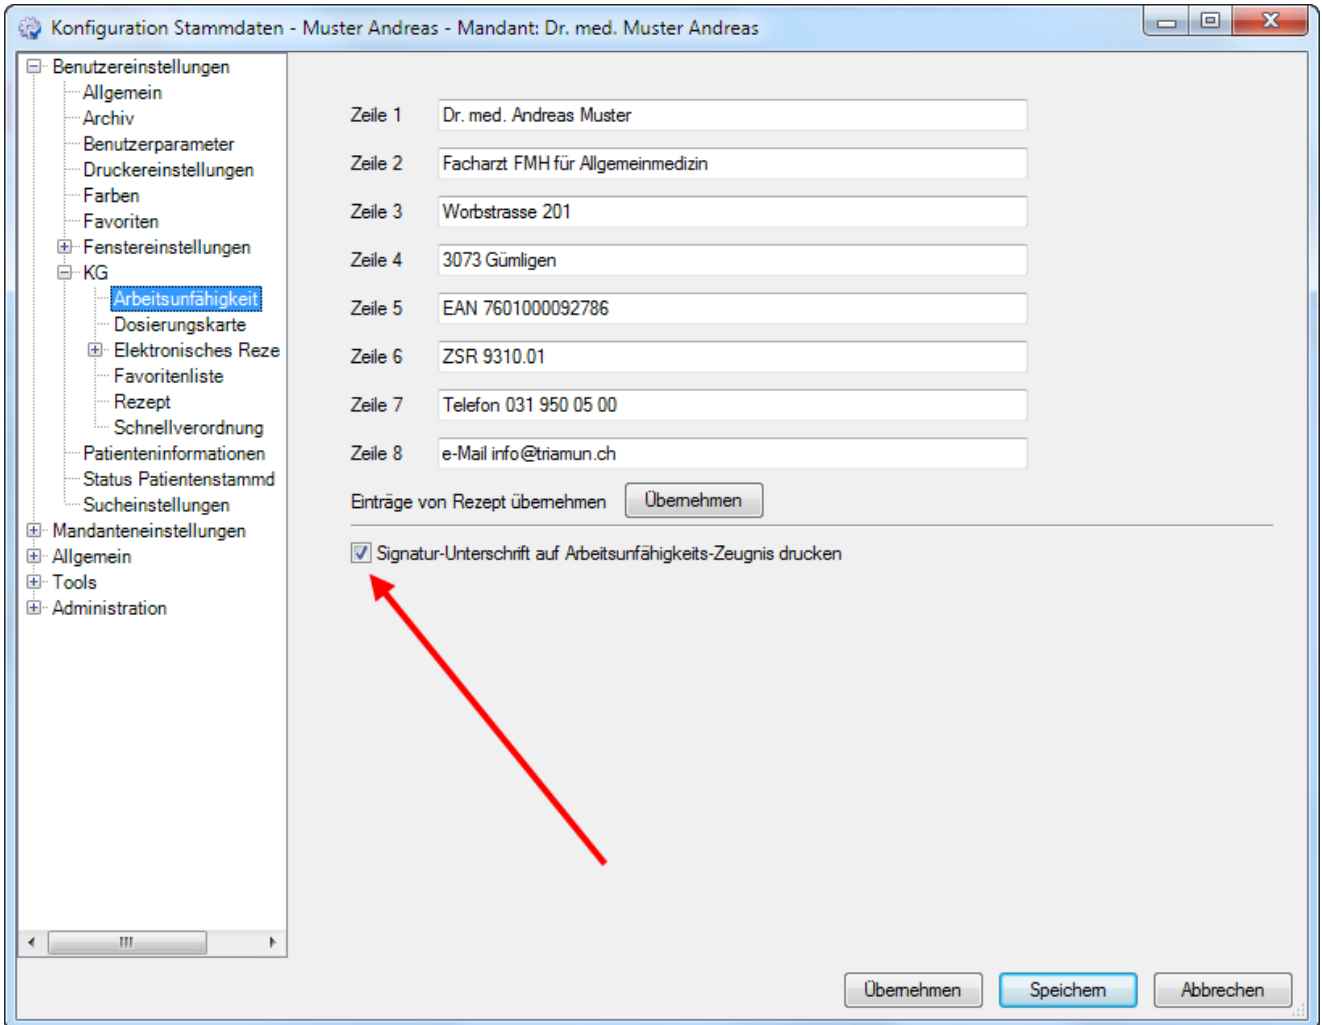 Konfiguration Stammdaten - Muster Andreas - Mandant: Dr. med. Muster Andreas
Benutzereinstellungen
Allgemein
Archiv
Benutzerparameter
Druckereinstellungen
Farben
Favoriten
Fenstereinstellungen
KG
Arbeitsunfähigkeit
Dosierungskarte
Elektronisches Reze
Favoritenliste
Rezept
Schnellverordnung
Patienteninformationen
Status Patientenstammd
Sucheinstellungen
Mandanteneinstellungen
Allgemein
Tools
Administration
Zeile 1 Dr. med. Andreas Muster
Zeile 2 Facharzt FMH für Allgemeinmedizin
Zeile 3 Worbstrasse 201
Zeile 4 3073 Gümligen
Zeile 5 EAN 7601000092786
Zeile 6 ZSR 9310.01
Zeile 7 Telefon 031 950 05 00
Zeile 8 e-Mail info@triamun.ch
Einträge von Rezept übernehmen Übernehmen
Signatur-Unterschrift auf Arbeitsunfähigkeits-Zeugnis drucken
Übernehmen Speichern Abbrechen